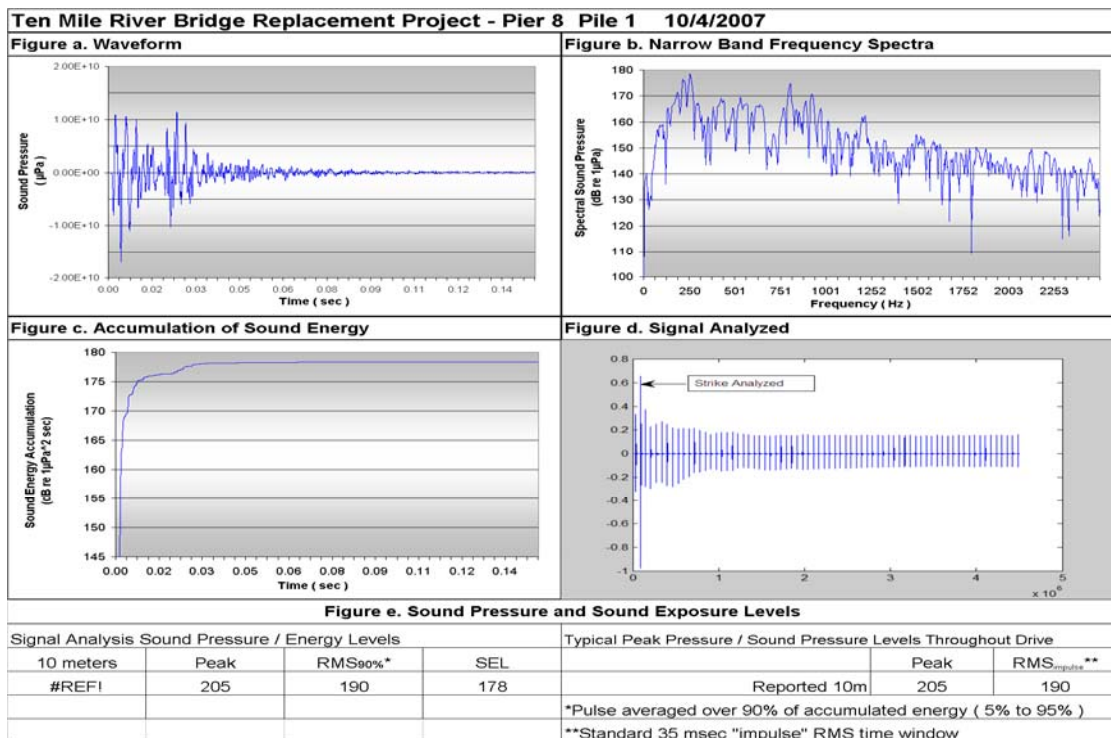 Ten Mile River Bridge Replacement Project - Pier 8 Pile 1 10/4/2007
Figure a. Waveform
2.00E+10
1.00E+10
0.00E+00
-1.00E+10
-2.00E+10
Sound Pressure
(µPa)
0.00 0.02 0.03 0.05 0.06 0.08 0.09 0.11 0.12 0.14
Time ( sec )
Figure b. Narrow Band Frequency Spectra
180
170
160
150
140
130
120
110
100
Spectral Sound Pressure
(dB re 1µPa)
0 250 501 751 1001 1252 1502 1752 2003 2253
Frequency ( Hz )
Figure c. Accumulation of Sound Energy
180
175
170
165
160
155
150
145
Sound Energy Accumulation
(dB re 1µPa^2 sec)
0.00 0.02 0.03 0.05 0.06 0.08 0.09 0.11 0.12 0.14
Time ( sec )
Figure d. Signal Analyzed
0.8
0.6
0.4
0.2
0
-0.2
-0.4
-0.6
-0.8
-1
Strike Analyzed
0 1 2 3 4 5
x 10^6
Figure e. Sound Pressure and Sound Exposure Levels
Signal Analysis Sound Pressure / Energy Levels
10 meters Peak RMS90%* SEL
#REF! 205 190 178
Typical Peak Pressure / Sound Pressure Levels Throughout Drive
Peak RMSimpulse**
Reported 10m 205 190
*Pulse averaged over 90% of accumulated energy ( 5% to 95% )
**Standard 35 msec "impulse" RMS time window